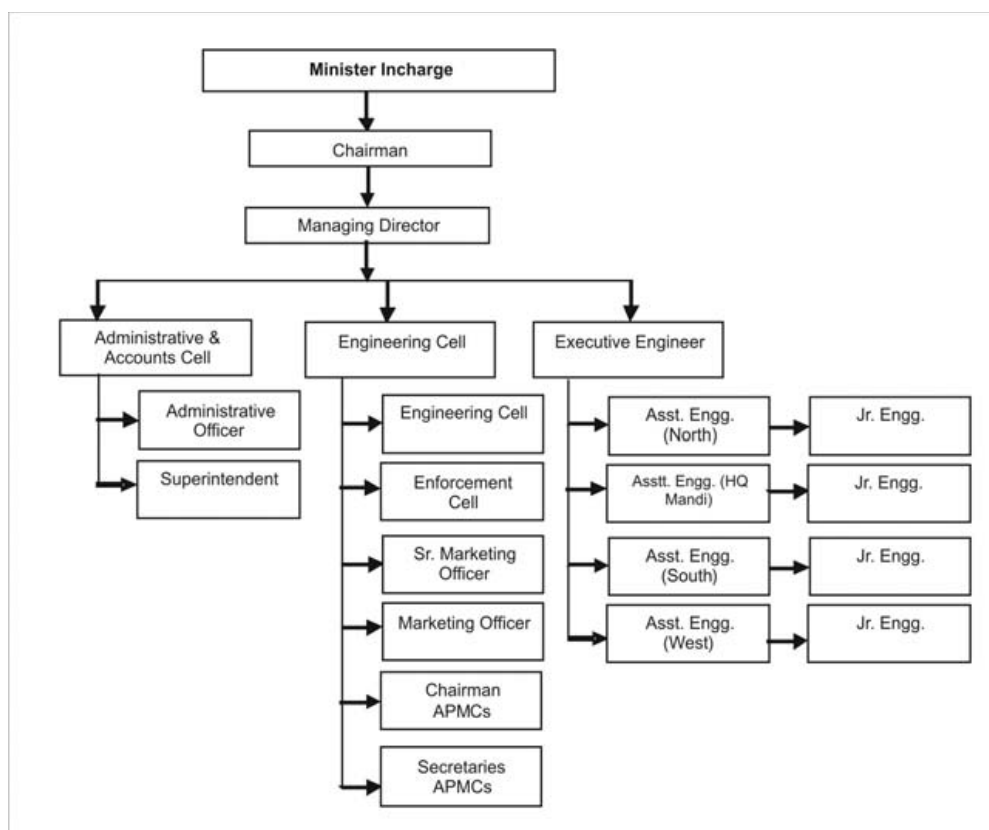 Minister Incharge
Chairman
Managing Director
Administrative &
Accounts Cell
Engineering Cell
Executive Engineer
Administrative
Officer
Superintendent
Engineering Cell
Enforcement
Cell
Sr. Marketing
Officer
Marketing Officer
Chairman
APMCs
Secretaries
APMCs
Asst. Engg.
(North)
Jr. Engg.
Asstt. Engg. (HQ
Mandi)
Jr. Engg.
Asst. Engg.
(South)
Jr. Engg.
Asst. Engg.
(West)
Jr. Engg.